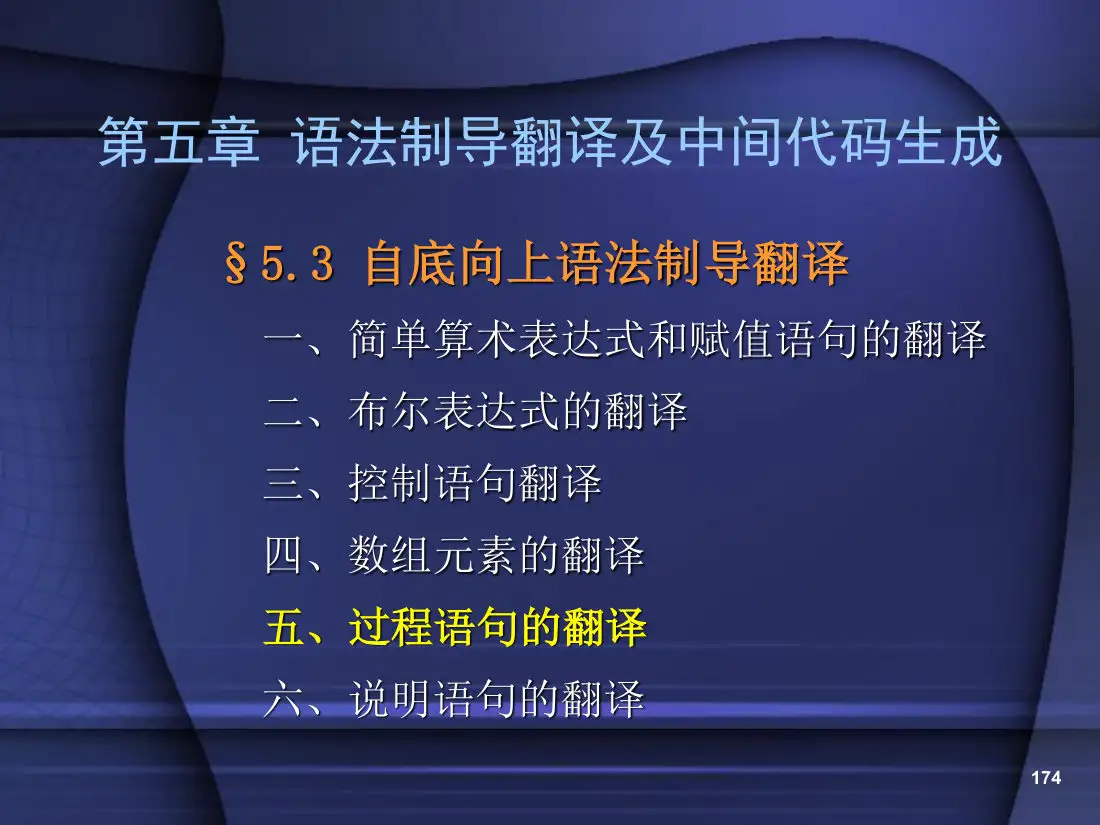 第五章 语法制导翻译及中间代码生成
§5.3 自底向上语法制导翻译
一、简单算术表达式和赋值语句的翻译
二、布尔表达式的翻译
三、控制语句翻译
四、数组元素的翻译
五、过程语句的翻译
六、说明语句的翻译
174